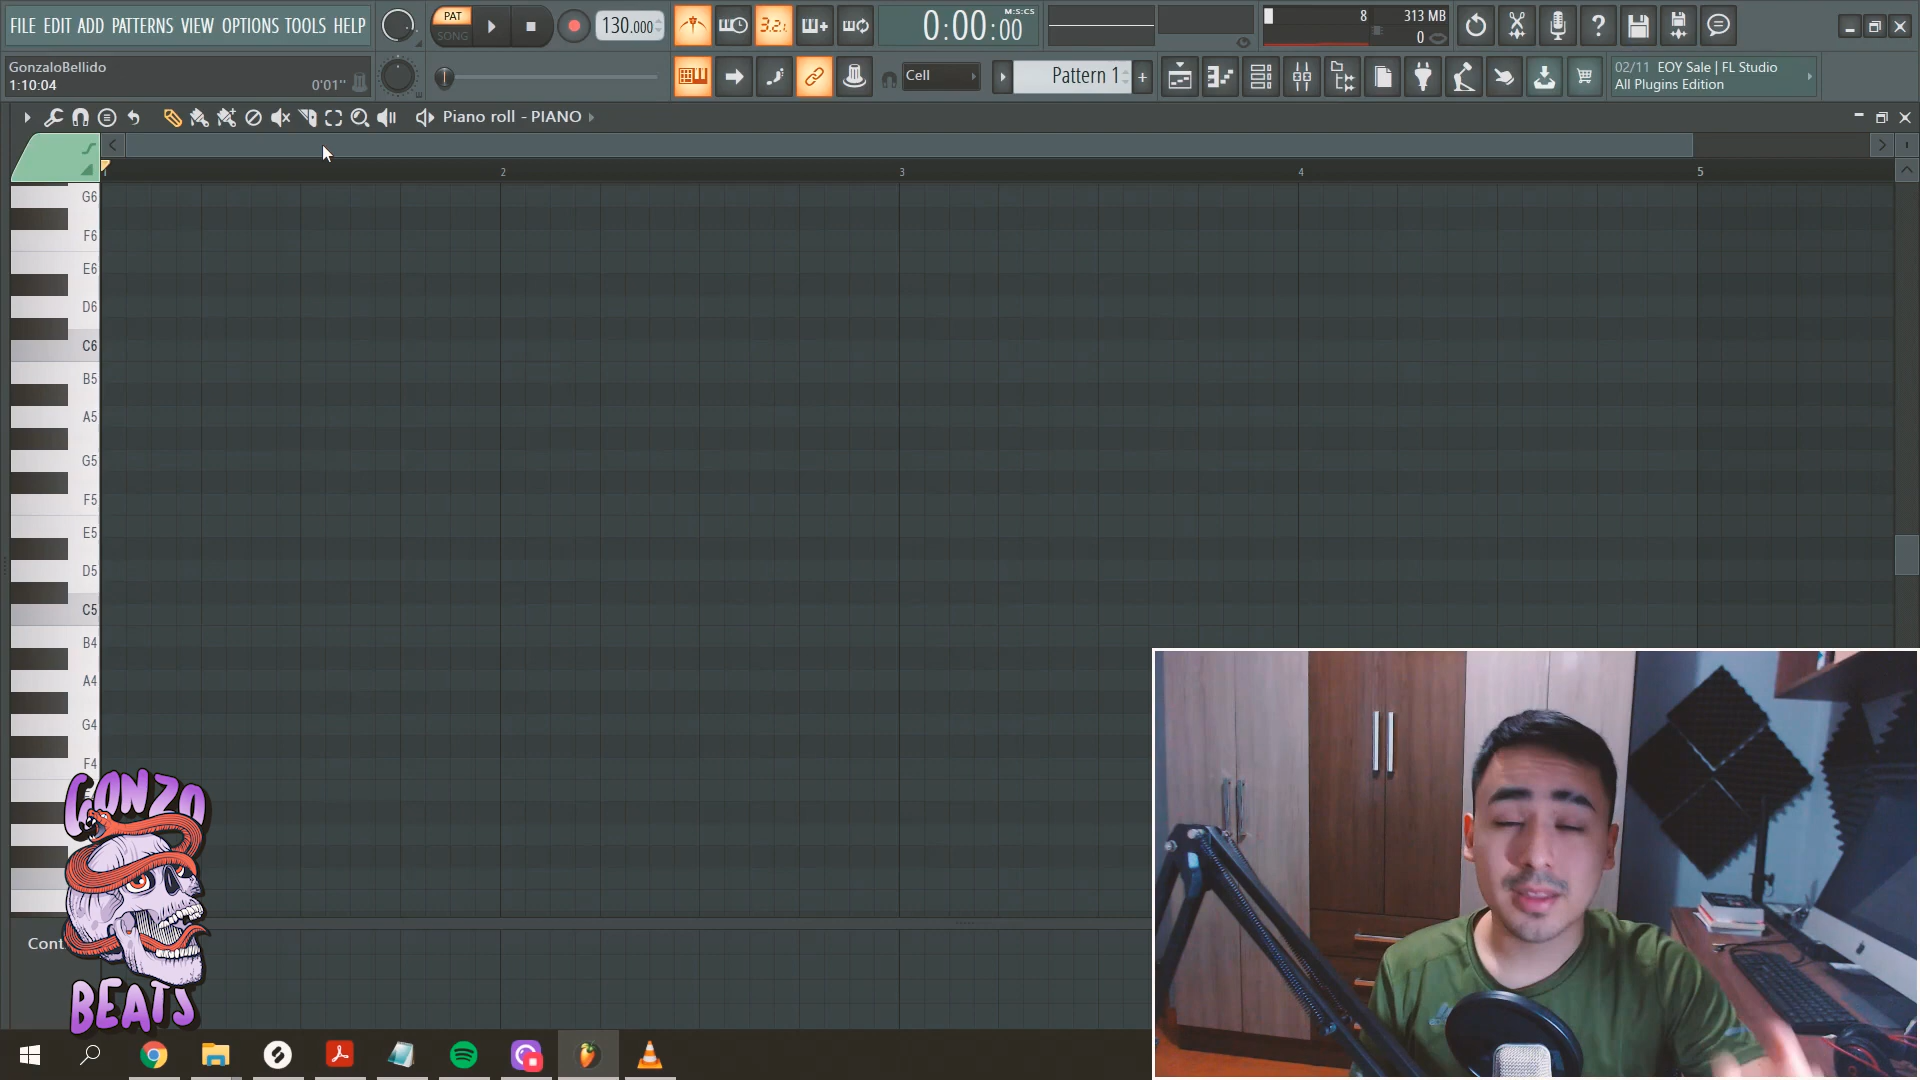 FILE EDIT ADD PATTERNS VIEW OPTIONS TOOLS HELP
PAT
SONG
130.000
3.2.
0:00:00
M:S:CS
8
313 MB
0
GonzaloBellido
1:10:04
0'01''
Cell
Pattern 1
02/11 EOY Sale | FL Studio
All Plugins Edition
Piano roll - PIANO
2
3
4
5
G6
F6
E6
D6
C6
B5
A5
G5
F5
E5
D5
C5
B4
A4
G4
F4
Cont
GONZO
BEATS